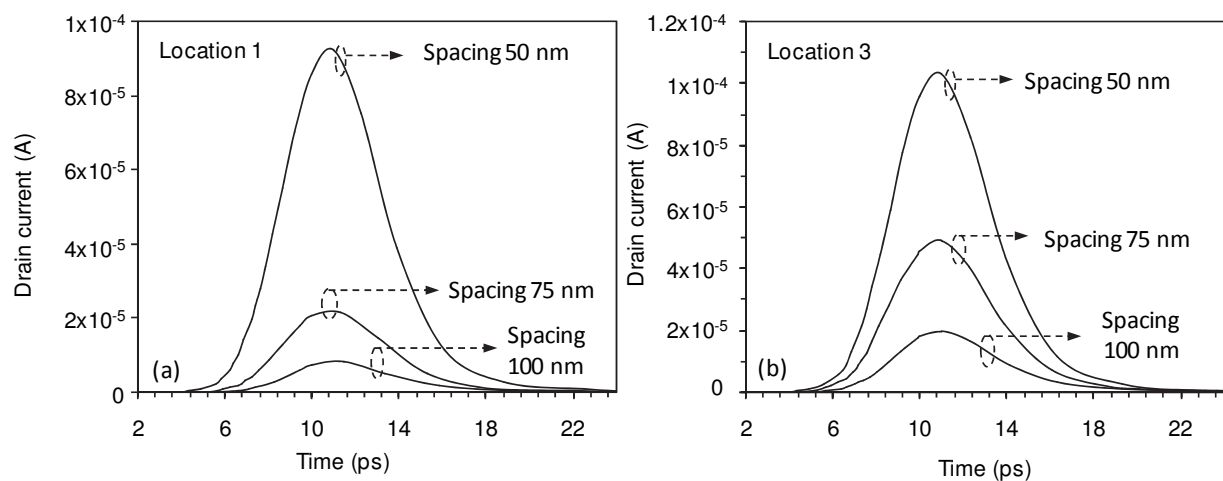 1x10-4
8x10-5
6x10-5
4x10-5
2x10-5
0
Drain current (A)
Location 1
Spacing 50 nm
Spacing 75 nm
Spacing
100 nm
(a)
2 6 10 14 18 22
Time (ps)
1.2x10-4
1x10-4
8x10-5
6x10-5
4x10-5
2x10-5
0
Drain current (A)
Location 3
Spacing 50 nm
Spacing 75 nm
Spacing
100 nm
(b)
2 6 10 14 18 22
Time (ps)